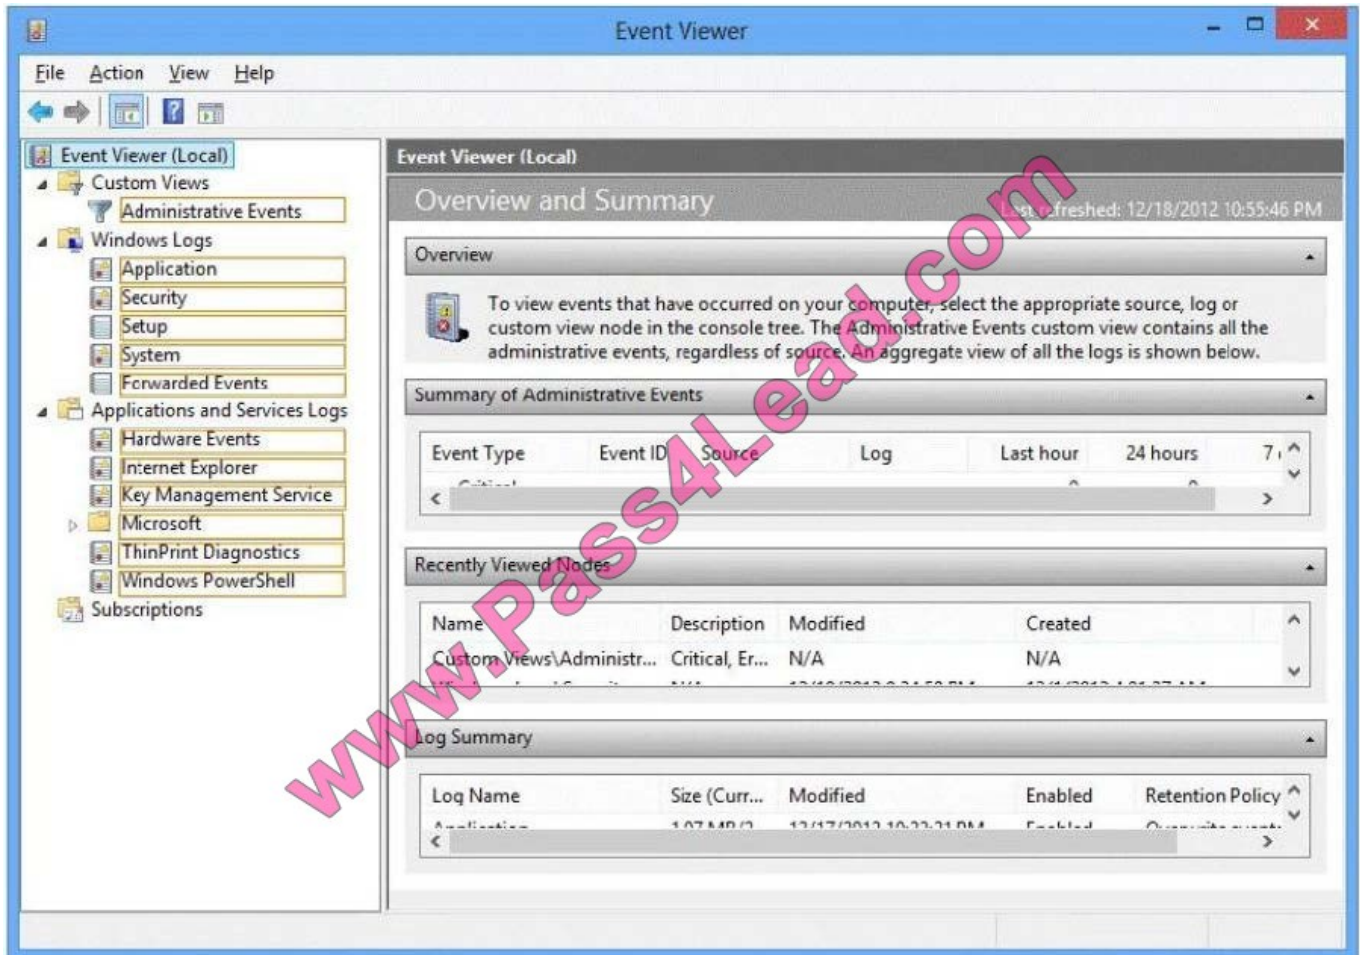 Event Viewer
File Action View Help
Event Viewer (Local)
Custom Views
Administrative Events
Windows Logs
Application
Security
Setup
System
Forwarded Events
Applications and Services Logs
Hardware Events
Internet Explorer
Key Management Service
Microsoft
ThinPrint Diagnostics
Windows PowerShell
Subscriptions
Event Viewer (Local)
Overview and Summary
Last refreshed: 12/18/2012 10:55:46 PM
Overview
To view events that have occurred on your computer, select the appropriate source, log or
custom view node in the console tree. The Administrative Events custom view contains all the
administrative events, regardless of source. An aggregate view of all the logs is shown below.
Summary of Administrative Events
Event Type Event ID Source Log Last hour 24 hours 7
Critical 0 0
Recently Viewed Nodes
Name Description Modified Created
Custom Views\Administr... Critical, Er... N/A N/A
Log Summary
Log Name Size (Curr... Modified Enabled Retention Policy
Application Enabled
www.Pass4Lead.com